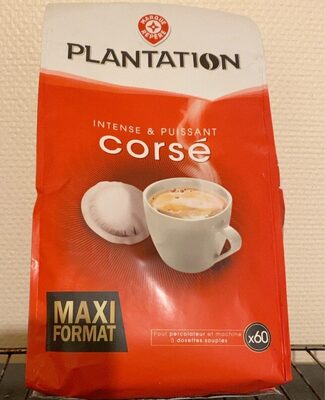 MARQUE
REPÈRE
PLANTATION
INTENSE & PUISSANT
corsé
MAXI
FORMAT
Pour percolateur et machine
à dosettes souples
x60